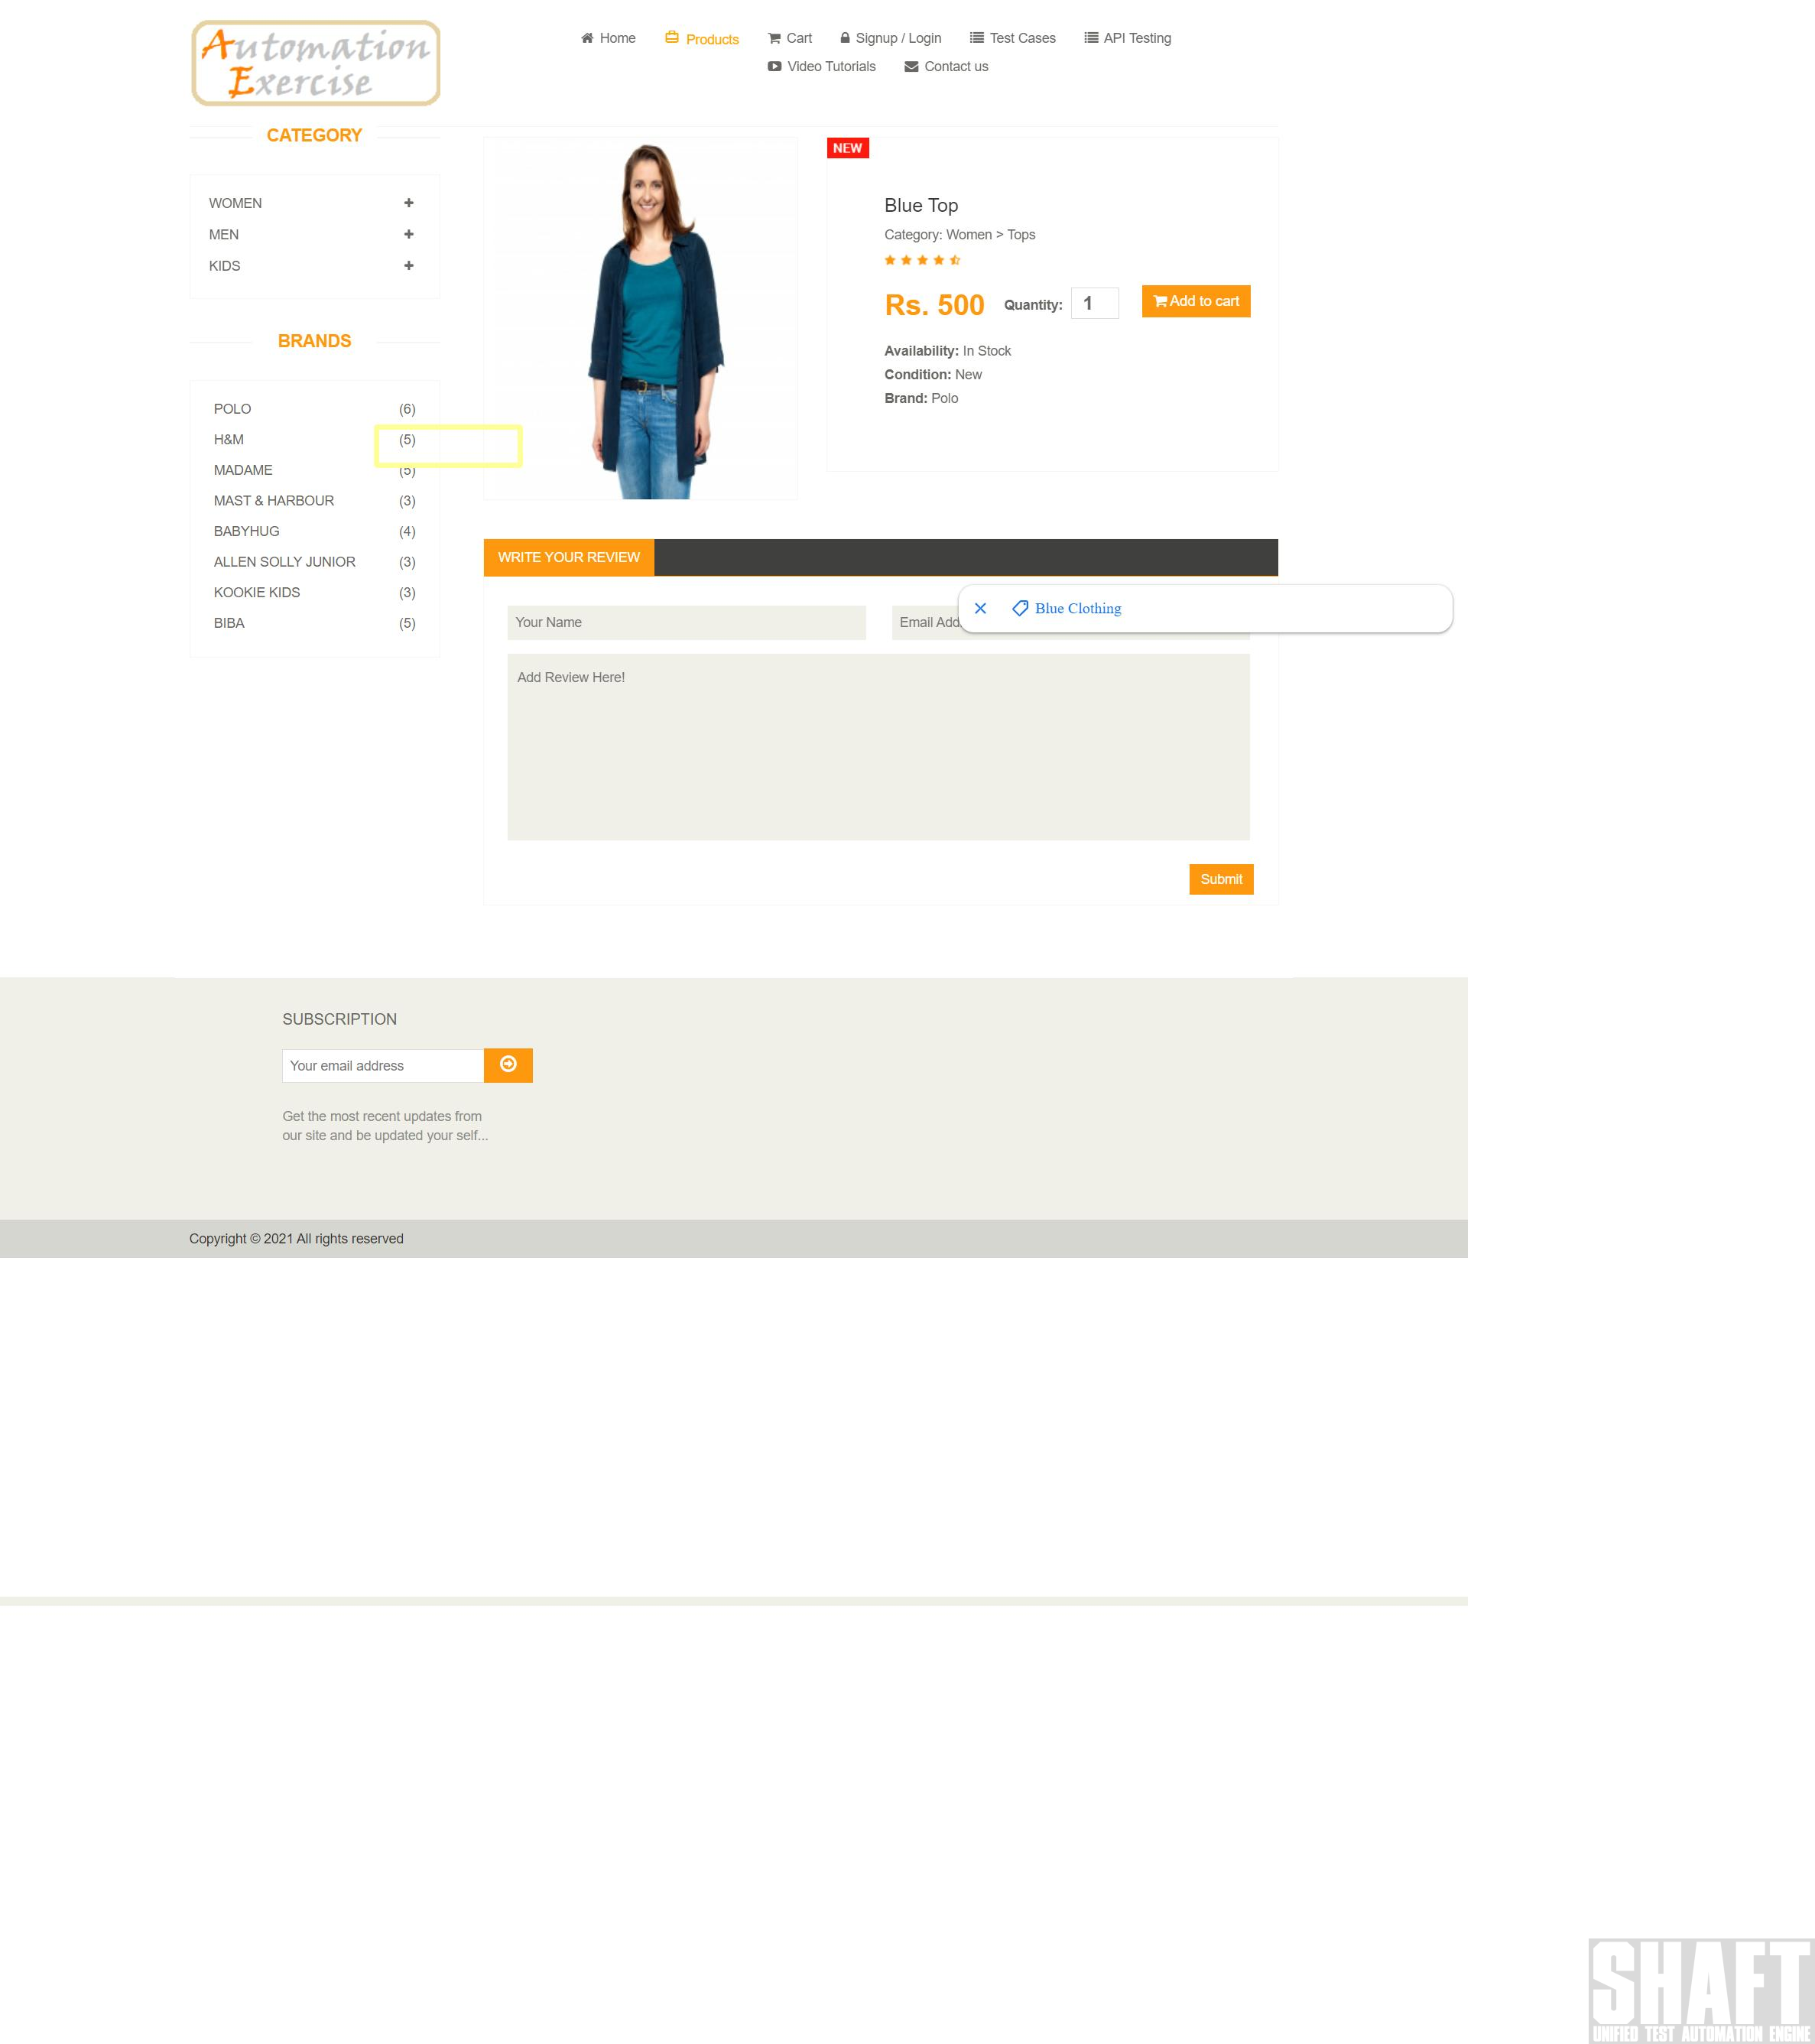 Automation
Exercise
Home
Products
Cart
Signup / Login
Test Cases
API Testing
Video Tutorials
Contact us
CATEGORY
WOMEN
MEN
KIDS
BRANDS
POLO (6)
H&M (5)
MADAME (5)
MAST & HARBOUR (3)
BABYHUG (4)
ALLEN SOLLY JUNIOR (3)
KOOKIE KIDS (3)
BIBA (5)
NEW
Blue Top
Category: Women > Tops
Rs. 500 Quantity: 1 Add to cart
Availability: In Stock
Condition: New
Brand: Polo
WRITE YOUR REVIEW
Your Name
Email Add
Blue Clothing
Add Review Here!
Submit
SUBSCRIPTION
Your email address
Get the most recent updates from
our site and be updated your self...
Copyright © 2021 All rights reserved
SHAFT
UNIFIED TEST AUTOMATION ENGINE